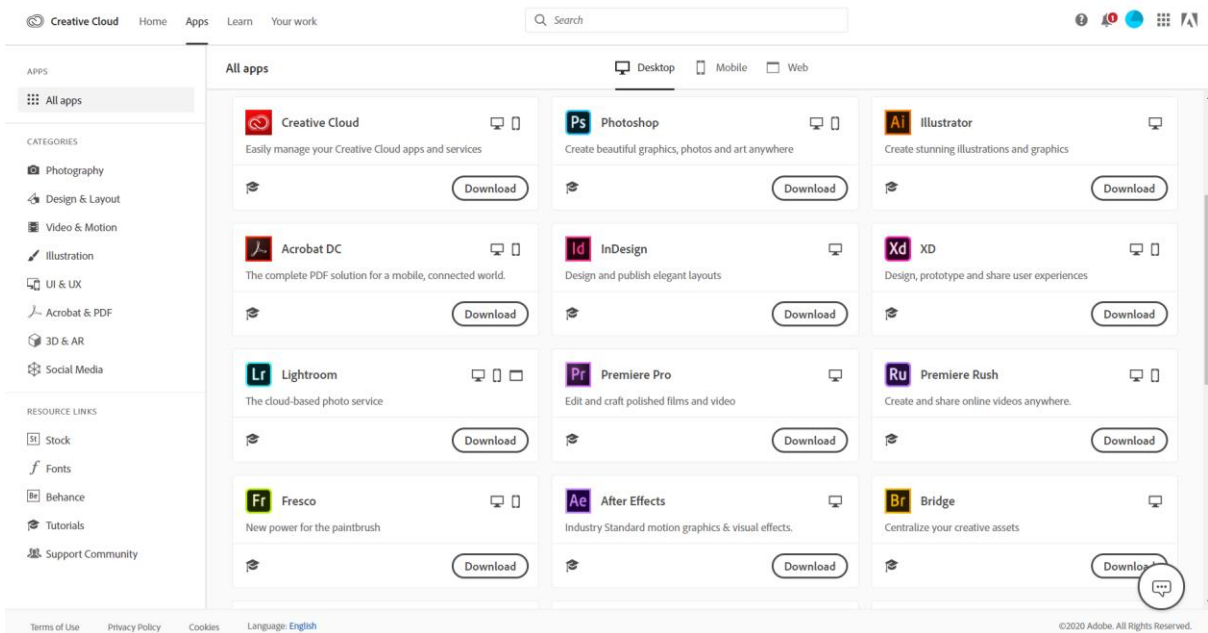 Creative Cloud Home Apps Learn Your work Search 1
APPS
All apps
CATEGORIES
Photography
Design & Layout
Video & Motion
Illustration
UI & UX
Acrobat & PDF
3D & AR
Social Media
RESOURCE LINKS
St Stock
f Fonts
Be Behance
Tutorials
Support Community
All apps Desktop Mobile Web
Creative Cloud
Easily manage your Creative Cloud apps and services
Download
Ps Photoshop
Create beautiful graphics, photos and art anywhere
Download
Ai Illustrator
Create stunning illustrations and graphics
Download
Acrobat DC
The complete PDF solution for a mobile, connected world.
Download
Id InDesign
Design and publish elegant layouts
Download
Xd XD
Design, prototype and share user experiences
Download
Lr Lightroom
The cloud-based photo service
Download
Pr Premiere Pro
Edit and craft polished films and video
Download
Ru Premiere Rush
Create and share online videos anywhere.
Download
Fr Fresco
New power for the paintbrush
Download
Ae After Effects
Industry Standard motion graphics & visual effects.
Download
Br Bridge
Centralize your creative assets
Downloa
Terms of Use Privacy Policy Cookies Language: English ©2020 Adobe. All Rights Reserved.